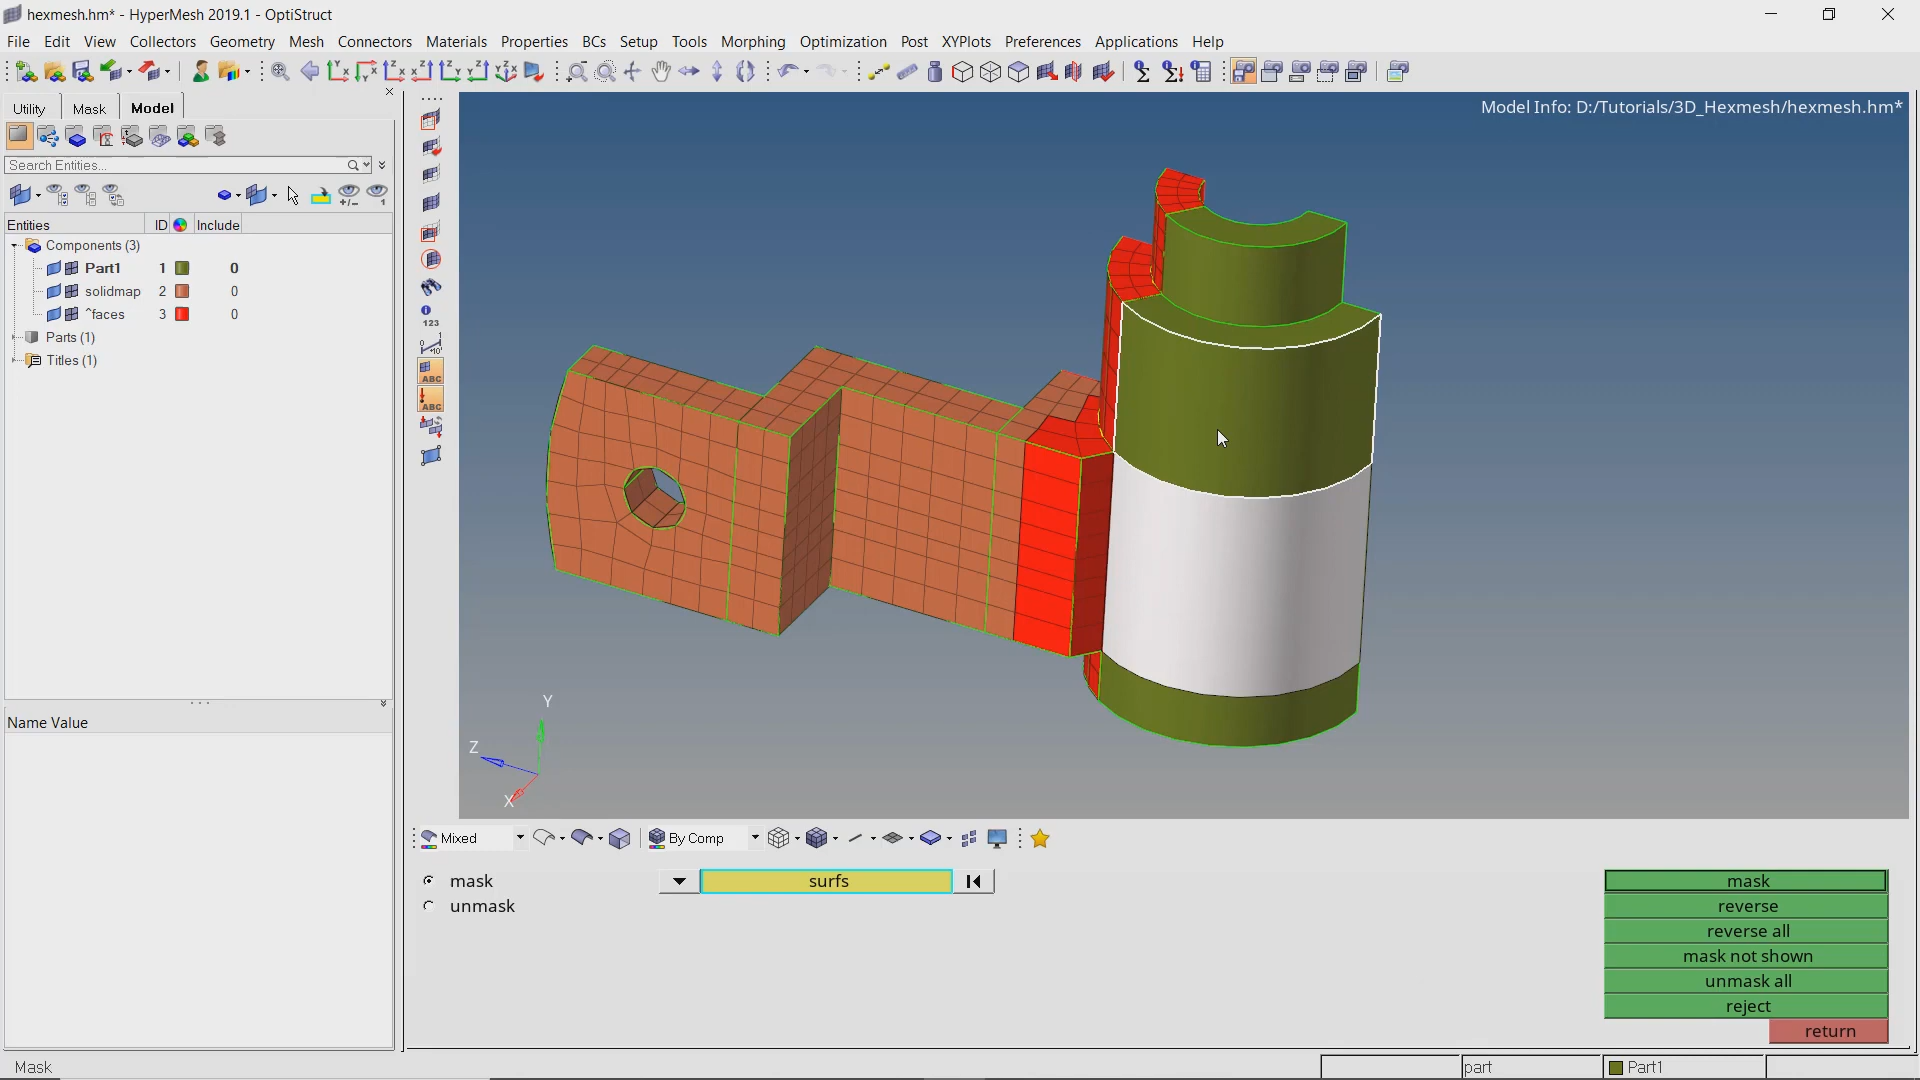 hexmesh.hm* - HyperMesh 2019.1 - OptiStruct
File Edit View Collectors Geometry Mesh Connectors Materials Properties BCs Setup Tools Morphing Optimization Post XYPlots Preferences Applications Help
Utility Mask Model
Model Info: D:/Tutorials/3D_Hexmesh/hexmesh.hm*
Search Entities...
Entities ID Include
Components (3)
Part1 1 0
solidmap 2 0
^faces 3 0
Parts (1)
Titles (1)
123
ABC
ABC
Name Value
Y
Z
X
Mixed By Comp
mask surfs mask
unmask reverse
reverse all
mask not shown
unmask all
reject
return
Mask part Part1